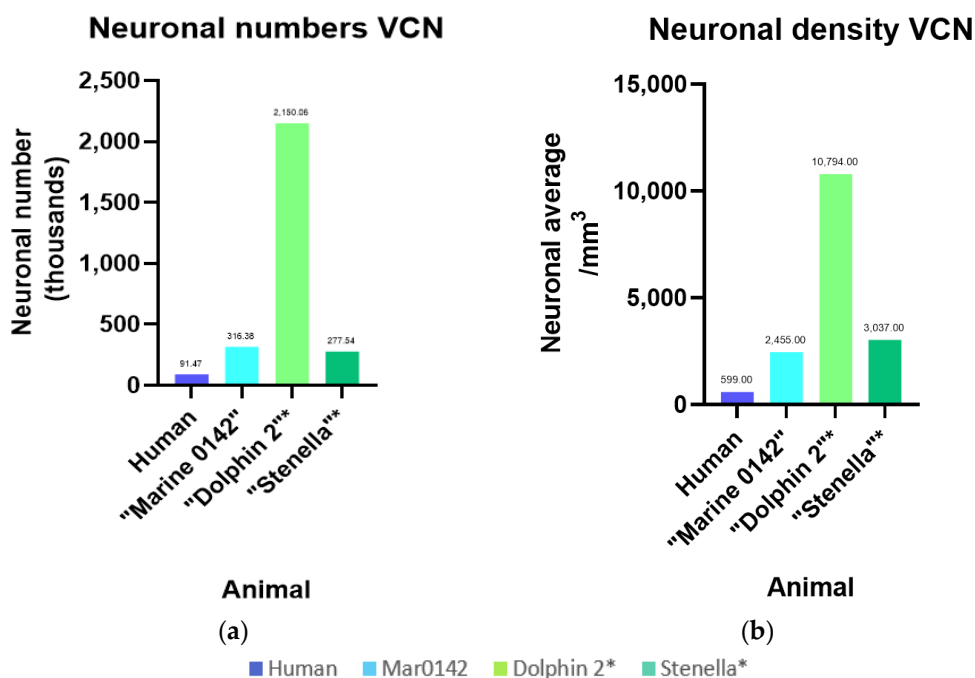 Neuronal numbers VCN
Neuronal number
(thousands)
2,500
2,000
1,500
1,000
500
0
91.47
316.38
2,150.06
277.54
Human
"Marine 0142"
"Dolphin 2"*
"Stenella"*
Animal
(a)
Neuronal density VCN
Neuronal average
/mm³
15,000
10,000
5,000
0
599.00
2,455.00
10,794.00
3,037.00
Human
"Marine 0142"
"Dolphin 2"*
"Stenella"*
Animal
(b)
Human Mar0142 Dolphin 2* Stenella*